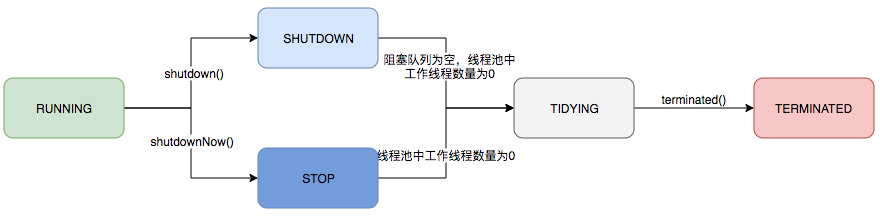 SHUTDOWN
阻塞队列为空，线程池中
工作线程数量为0
shutdown()
RUNNING
TIDYING
terminated()
TERMINATED
shutdownNow()
线程池中工作线程数量为0
STOP